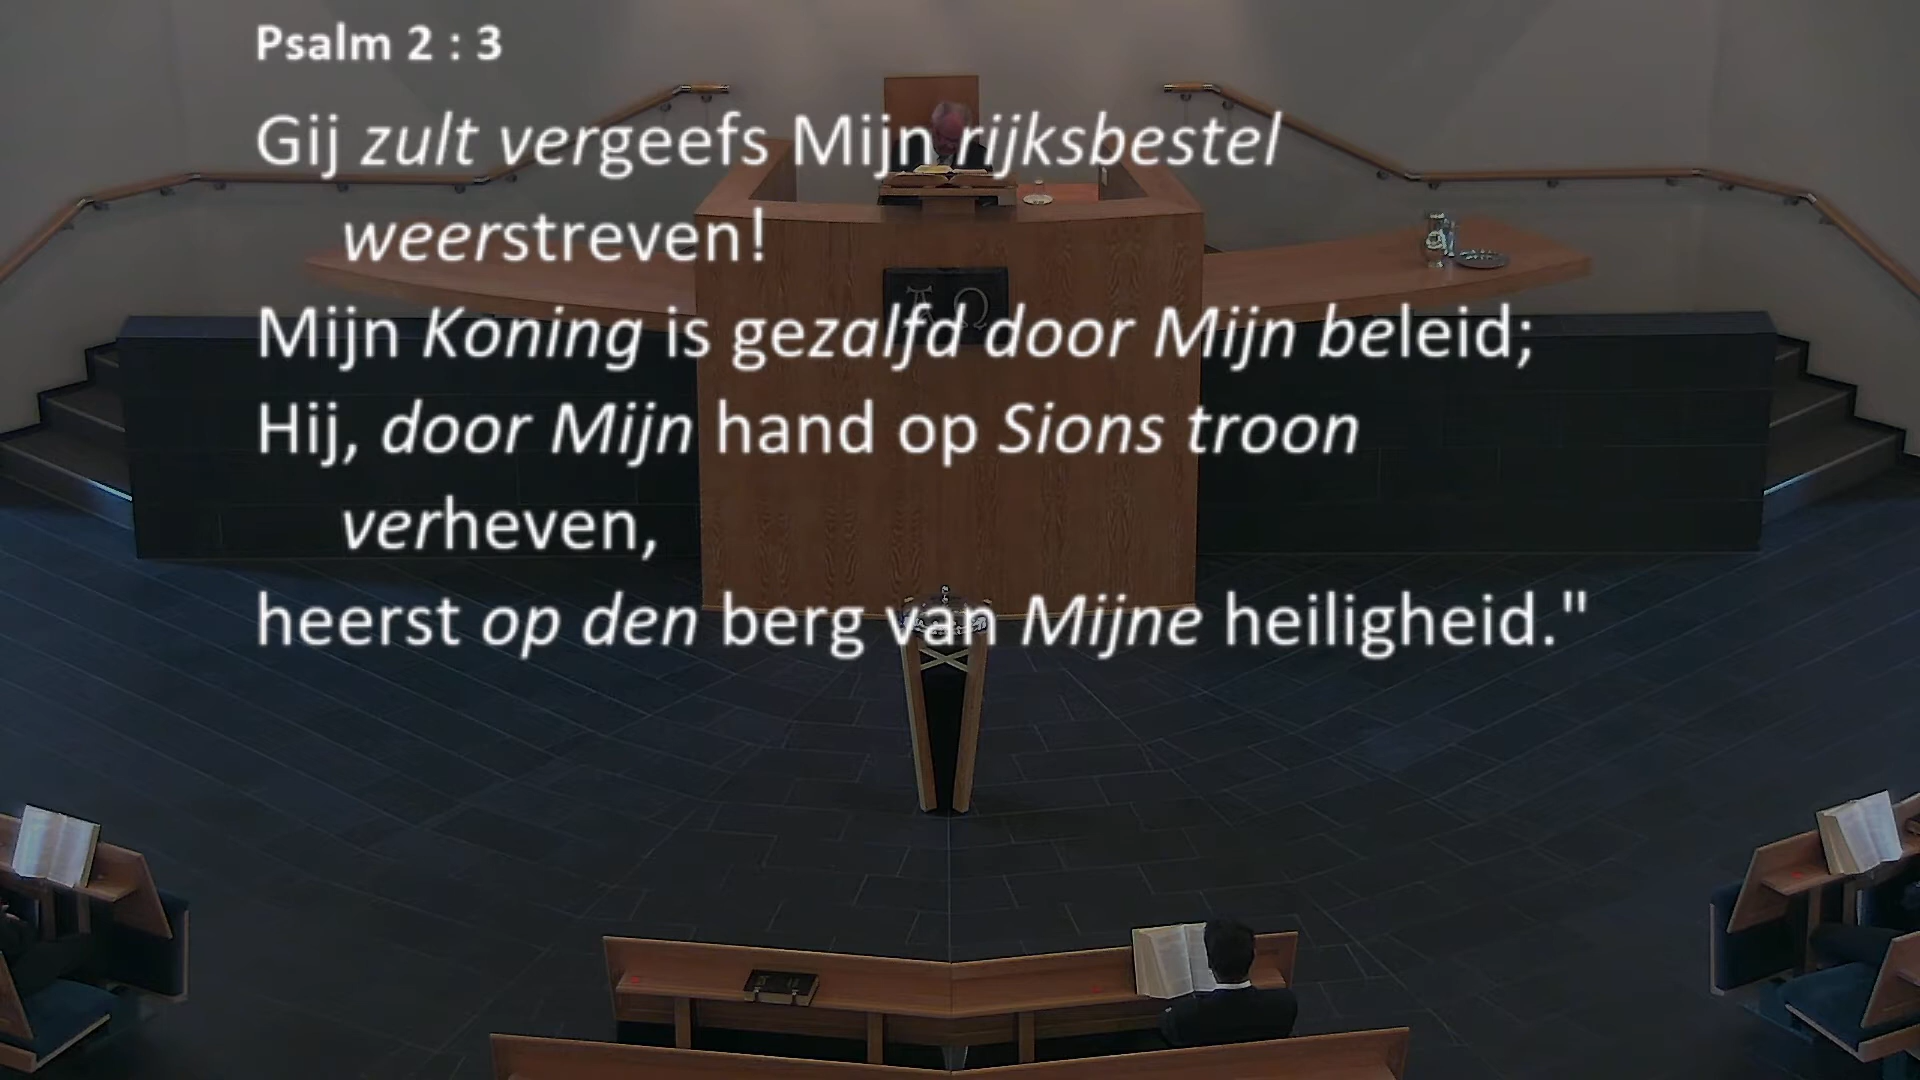 Psalm 2 : 3
Gij zult vergeefs Mijn rijksbestel
weerstreven!
Mijn Koning is gezalfd door Mijn beleid;
Hij, door Mijn hand op Sions troon
verheven,
heerst op den berg van Mijne heiligheid."
Α Ω